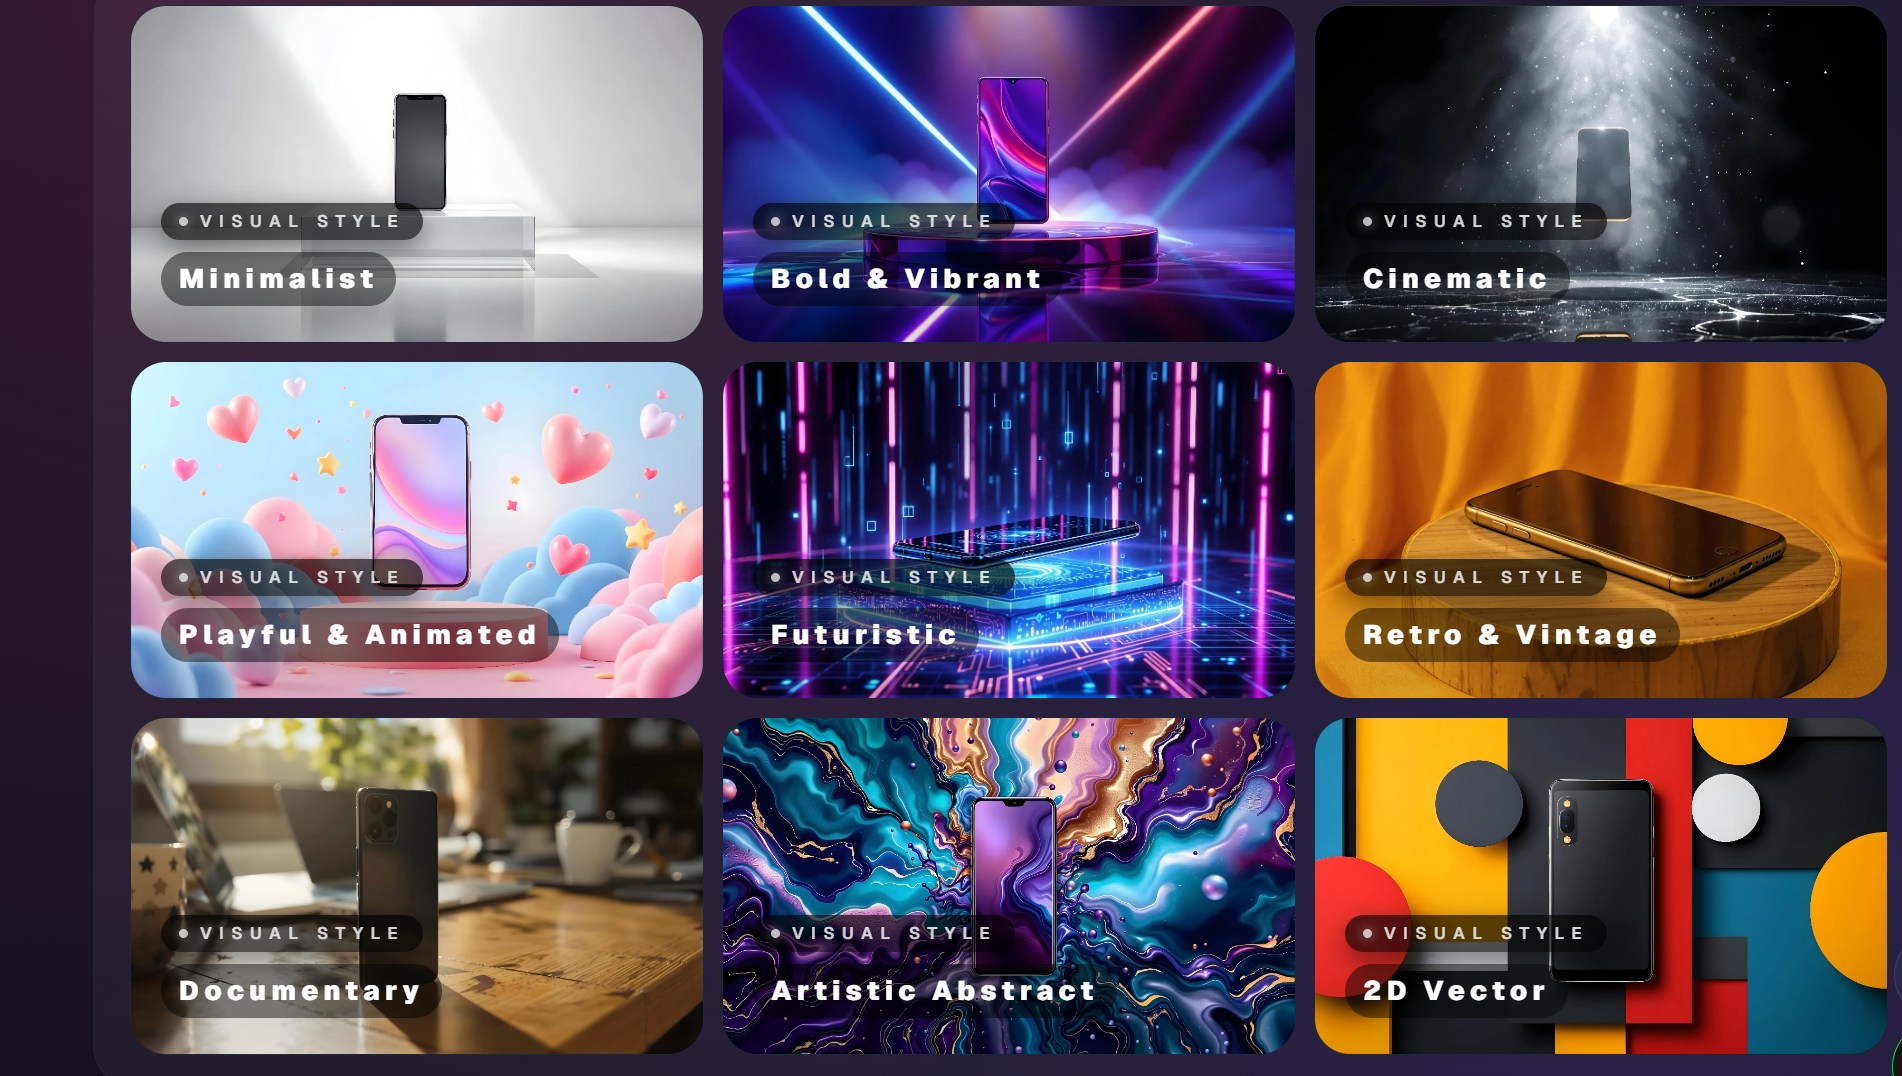 VISUAL STYLE
Minimalist
VISUAL STYLE
Bold & Vibrant
VISUAL STYLE
Cinematic
VISUAL STYLE
Playful & Animated
VISUAL STYLE
Futuristic
VISUAL STYLE
Retro & Vintage
VISUAL STYLE
Documentary
VISUAL STYLE
Artistic Abstract
VISUAL STYLE
2D Vector